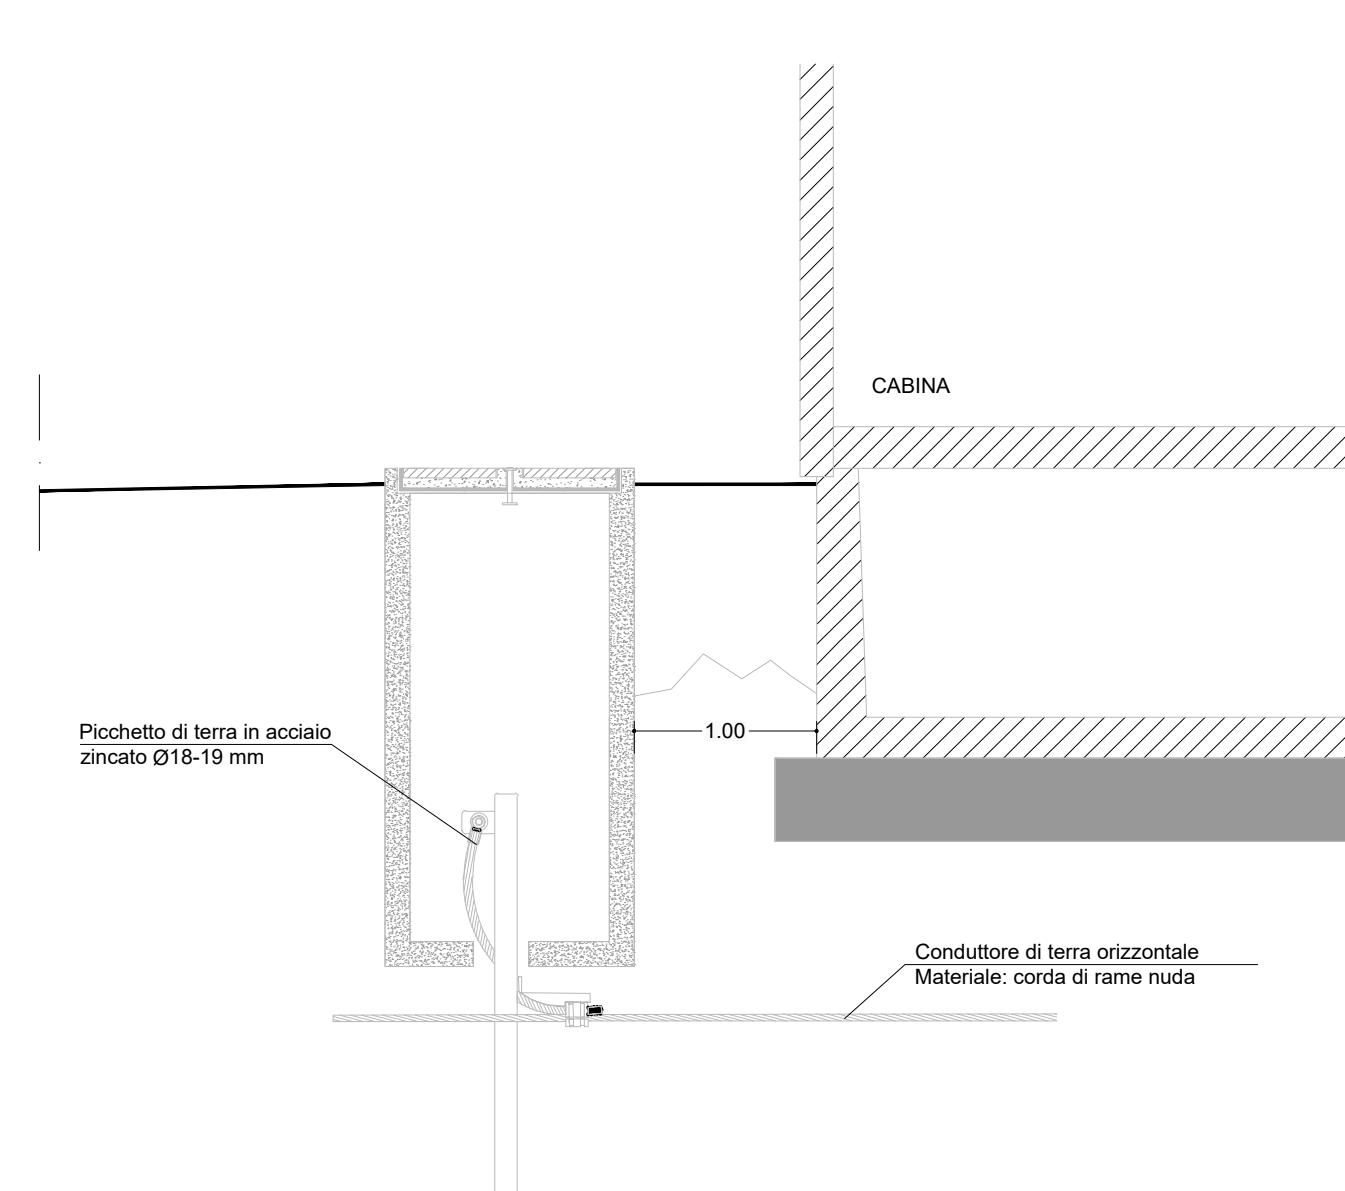 CABINA
Picchetto di terra in acciaio
zincato Ø18-19 mm
1.00
Conduttore di terra orizzontale
Materiale: corda di rame nuda